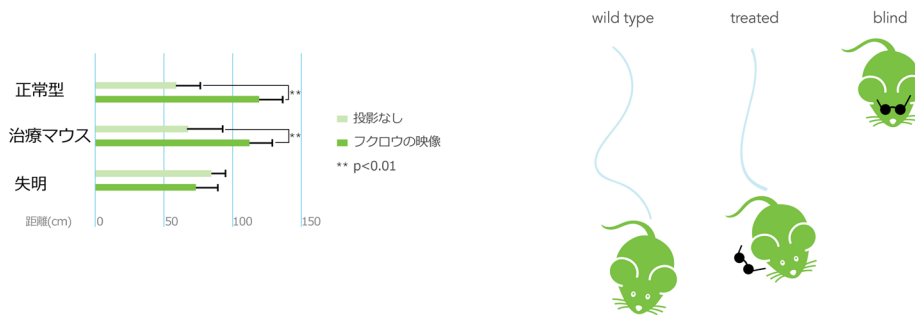 wild type
treated
blind
正常型
**
治療マウス
**
投影なし
フクロウの映像
** p<0.01
失明
距離(cm) 0 50 100 150